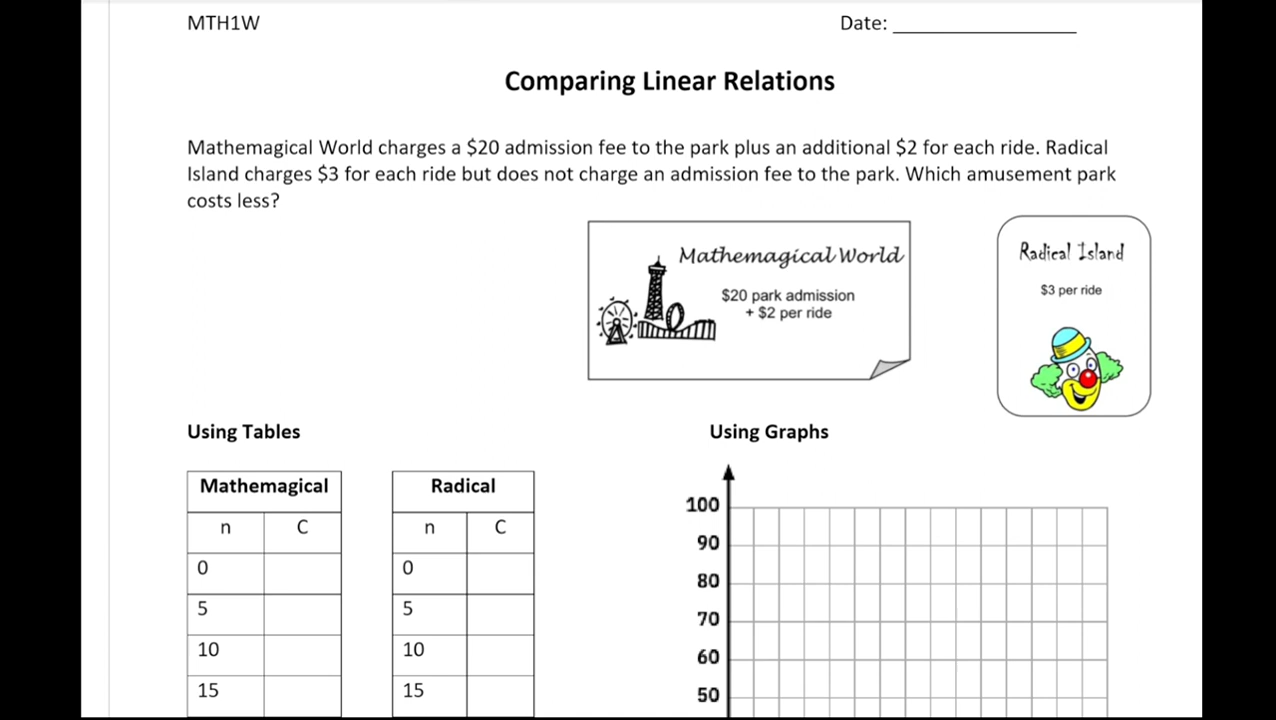 MTH1W
Date: ___________________
Comparing Linear Relations
Mathemagical World charges a $20 admission fee to the park plus an additional $2 for each ride. Radical
Island charges $3 for each ride but does not charge an admission fee to the park. Which amusement park
costs less?
Mathemagical World
$20 park admission
+ $2 per ride
Radical Island
$3 per ride
Using Tables
Mathemagical
n C
0
5
10
15
Radical
n C
0
5
10
15
Using Graphs
100
90
80
70
60
50